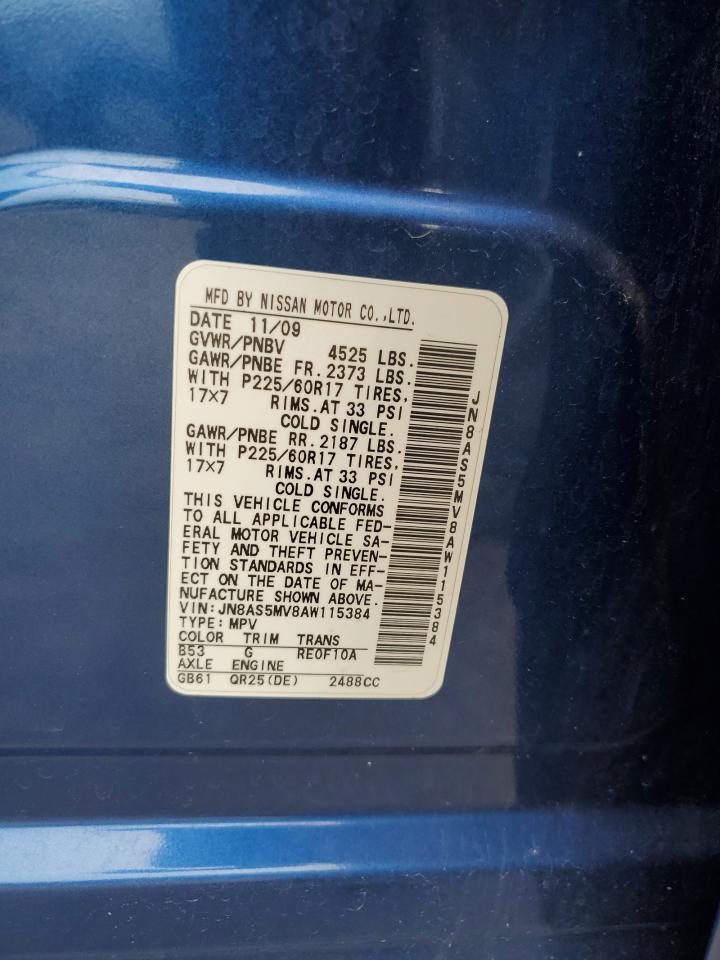 MFD BY NISSAN MOTOR CO.,LTD.
DATE 11/09
GVWR/PNBV 4525 LBS.
GAWR/PNBE FR. 2373 LBS.
WITH P225/60R17 TIRES,
17X7 RIMS.AT 33 PSI
COLD SINGLE.
GAWR/PNBE RR. 2187 LBS.
WITH P225/60R17 TIRES,
17X7 RIMS.AT 33 PSI
COLD SINGLE.
THIS VEHICLE CONFORMS
TO ALL APPLICABLE FED-
ERAL MOTOR VEHICLE SA-
FETY AND THEFT PREVEN-
TION STANDARDS IN EFF-
ECT ON THE DATE OF MA-
NUFACTURE SHOWN ABOVE.
VIN:JN8AS5MV8AW115384
TYPE:MPV
COLOR TRIM TRANS
B53 G RE0F10A
AXLE ENGINE
GB61 QR25(DE) 2488CC
JN8AS5MV8AW115384